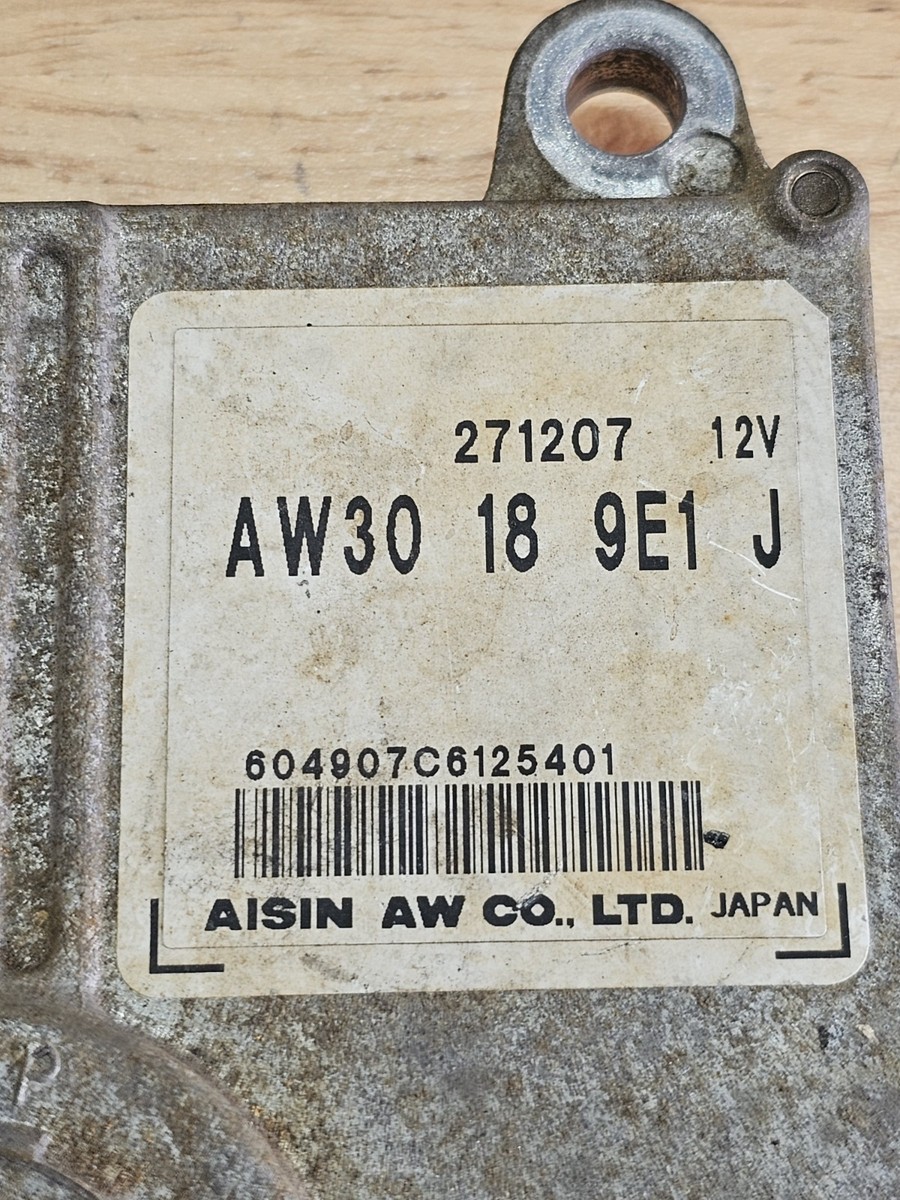 271207 12V
AW30 18 9E1 J
604907C6125401
AISIN AW CO., LTD. JAPAN
P